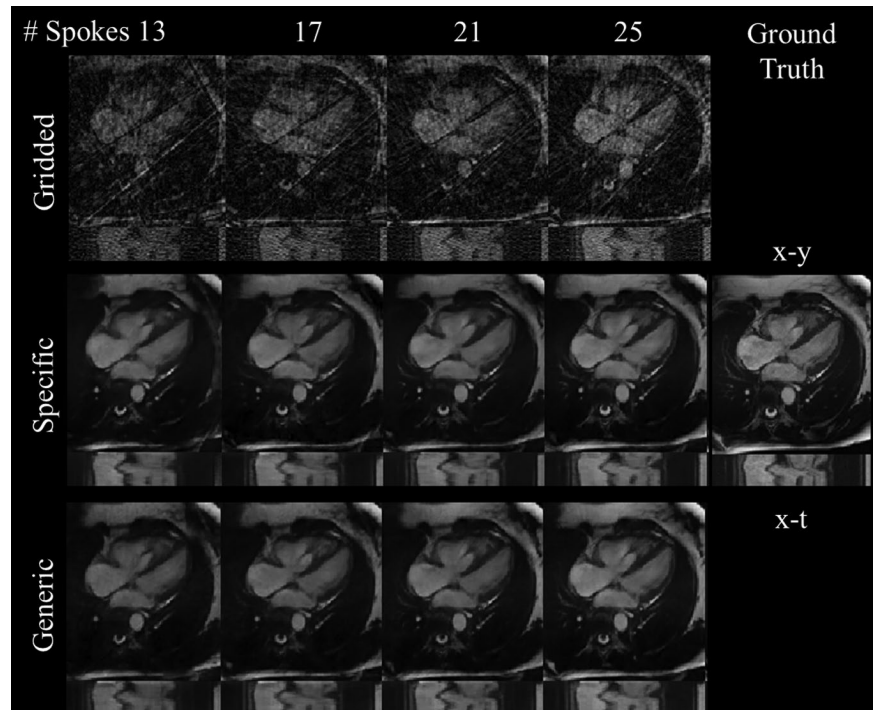 # Spokes 13 17 21 25 Ground
Truth
Gridded
x-y
Specific
x-t
Generic